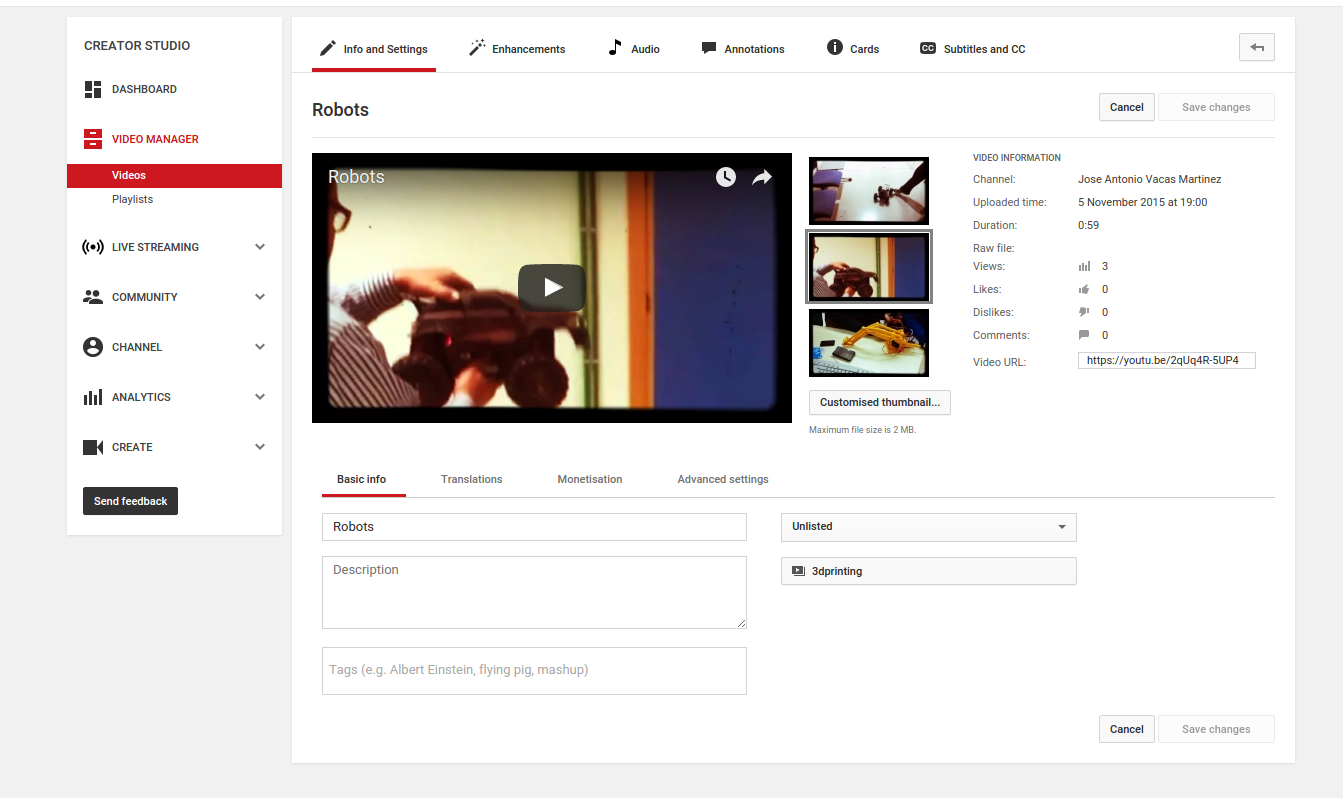 CREATOR STUDIO
DASHBOARD
VIDEO MANAGER
Videos
Playlists
LIVE STREAMING
COMMUNITY
CHANNEL
ANALYTICS
CREATE
Send feedback
Info and Settings
Enhancements
Audio
Annotations
Cards
CC Subtitles and CC
Robots
Cancel
Save changes
Robots
Customised thumbnail...
Maximum file size is 2 MB.
VIDEO INFORMATION
Channel: Jose Antonio Vacas Martinez
Uploaded time: 5 November 2015 at 19:00
Duration: 0:59
Raw file:
Views: 3
Likes: 0
Dislikes: 0
Comments: 0
Video URL: https://youtu.be/2qUq4R-5UP4
Basic info
Translations
Monetisation
Advanced settings
Robots
Unlisted
Description
3dprinting
Tags (e.g. Albert Einstein, flying pig, mashup)
Cancel
Save changes